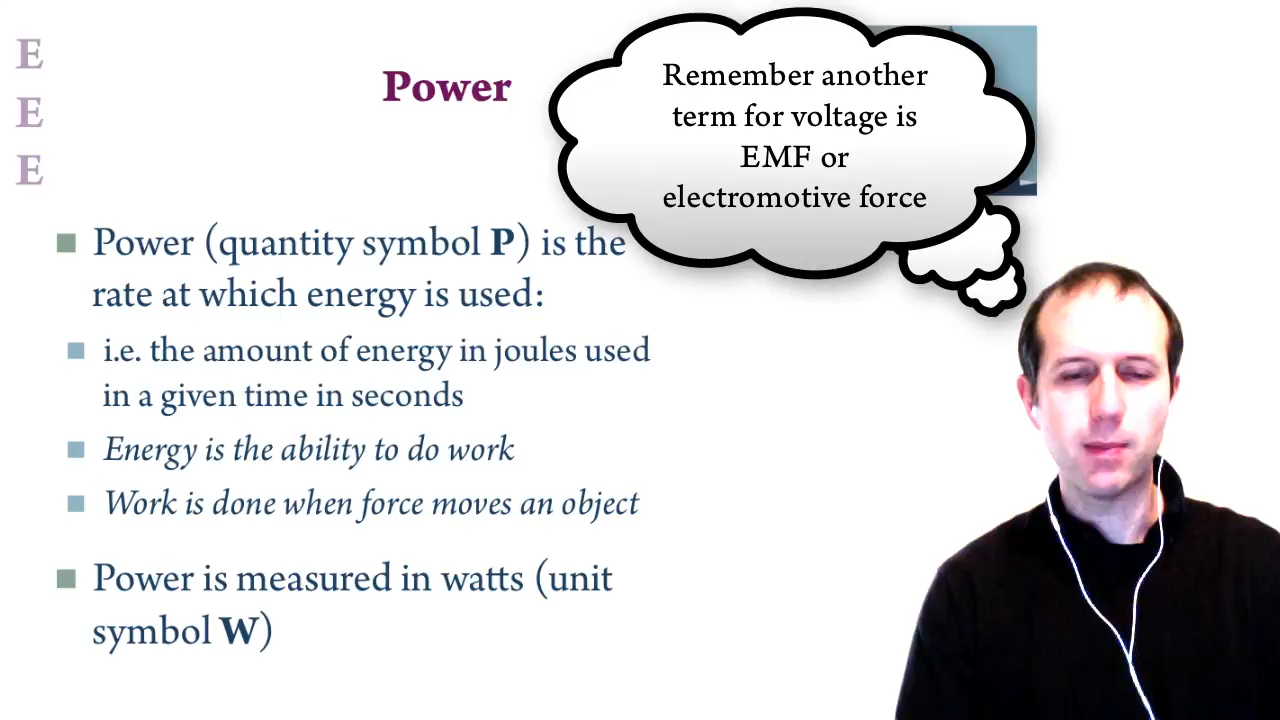 E
E
E
Power
Remember another
term for voltage is
EMF or
electromotive force
Power (quantity symbol P) is the
rate at which energy is used:
i.e. the amount of energy in joules used
in a given time in seconds
Energy is the ability to do work
Work is done when force moves an object
Power is measured in watts (unit
symbol W)